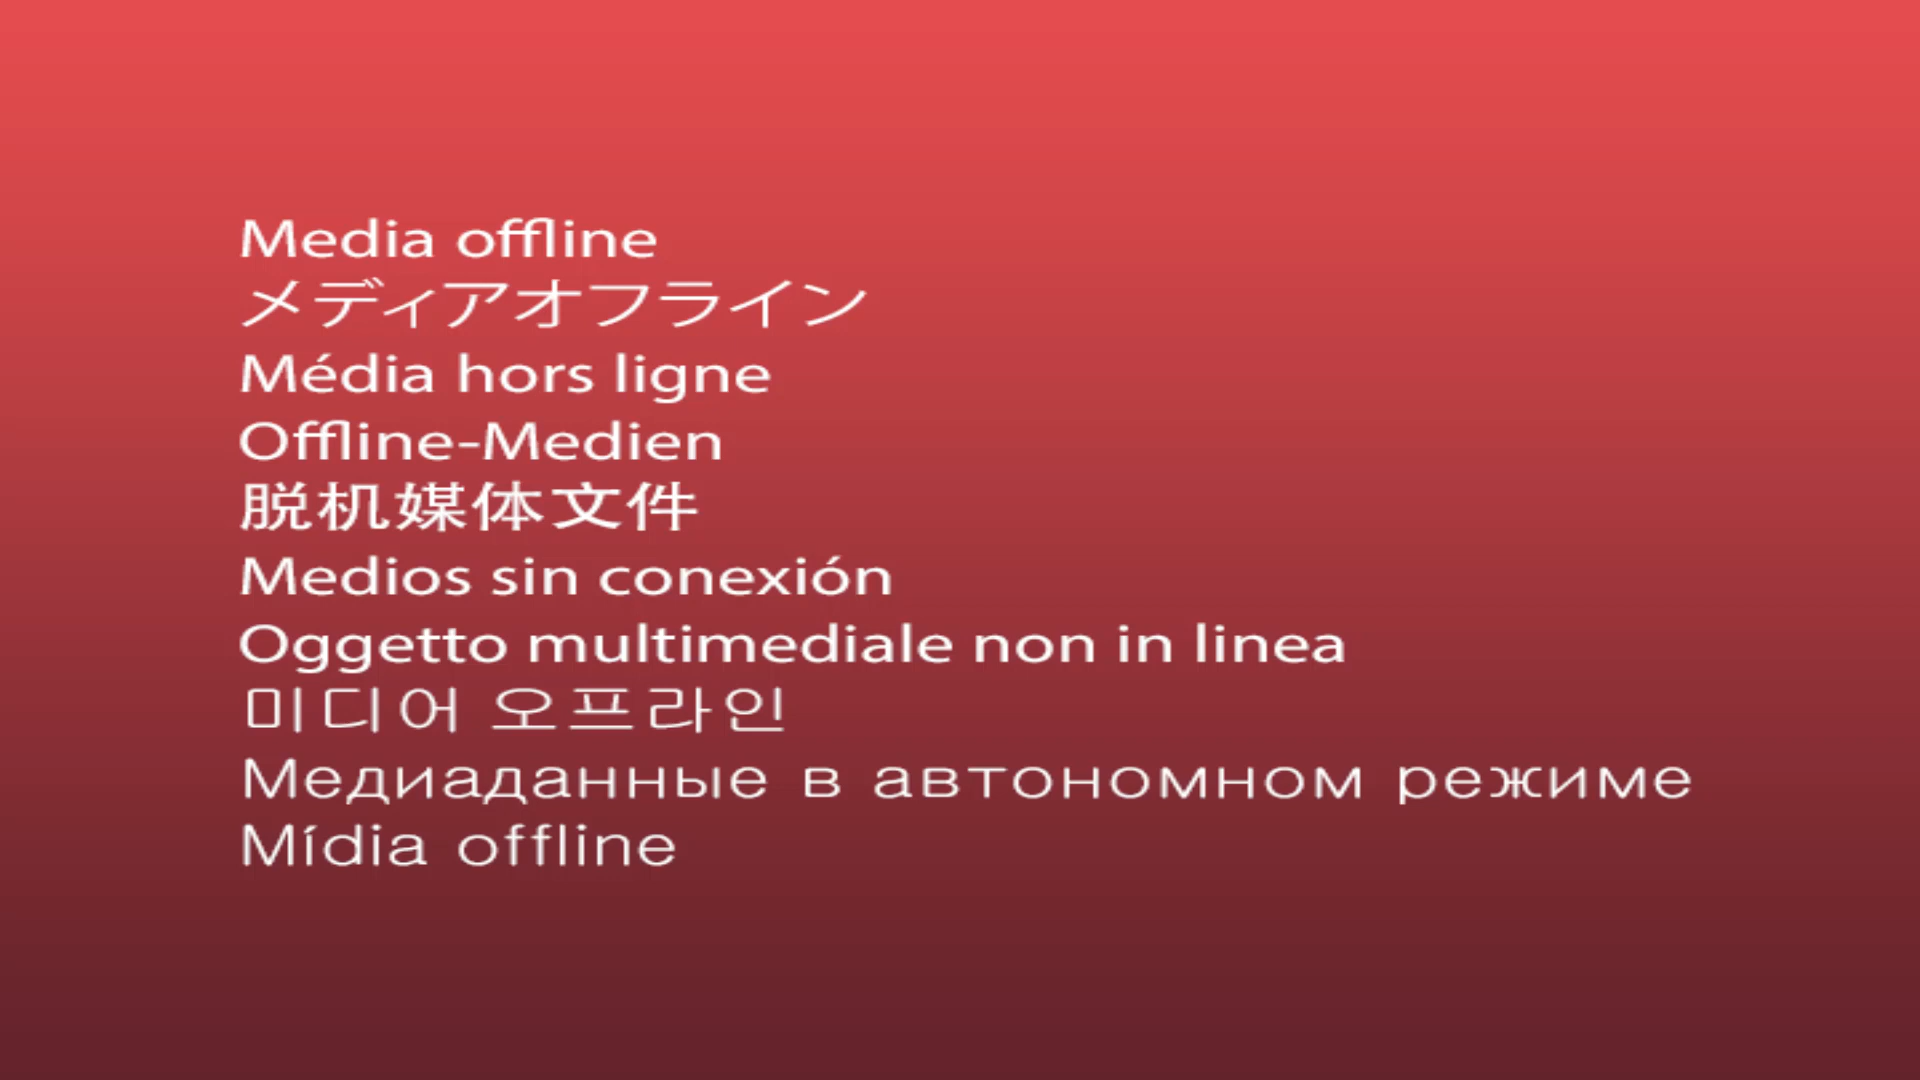 Media offline
メディアオフライン
Média hors ligne
Offline-Medien
脱机媒体文件
Medios sin conexión
Oggetto multimediale non in linea
미디어 오프라인
Медиаданные в автономном режиме
Mídia offline